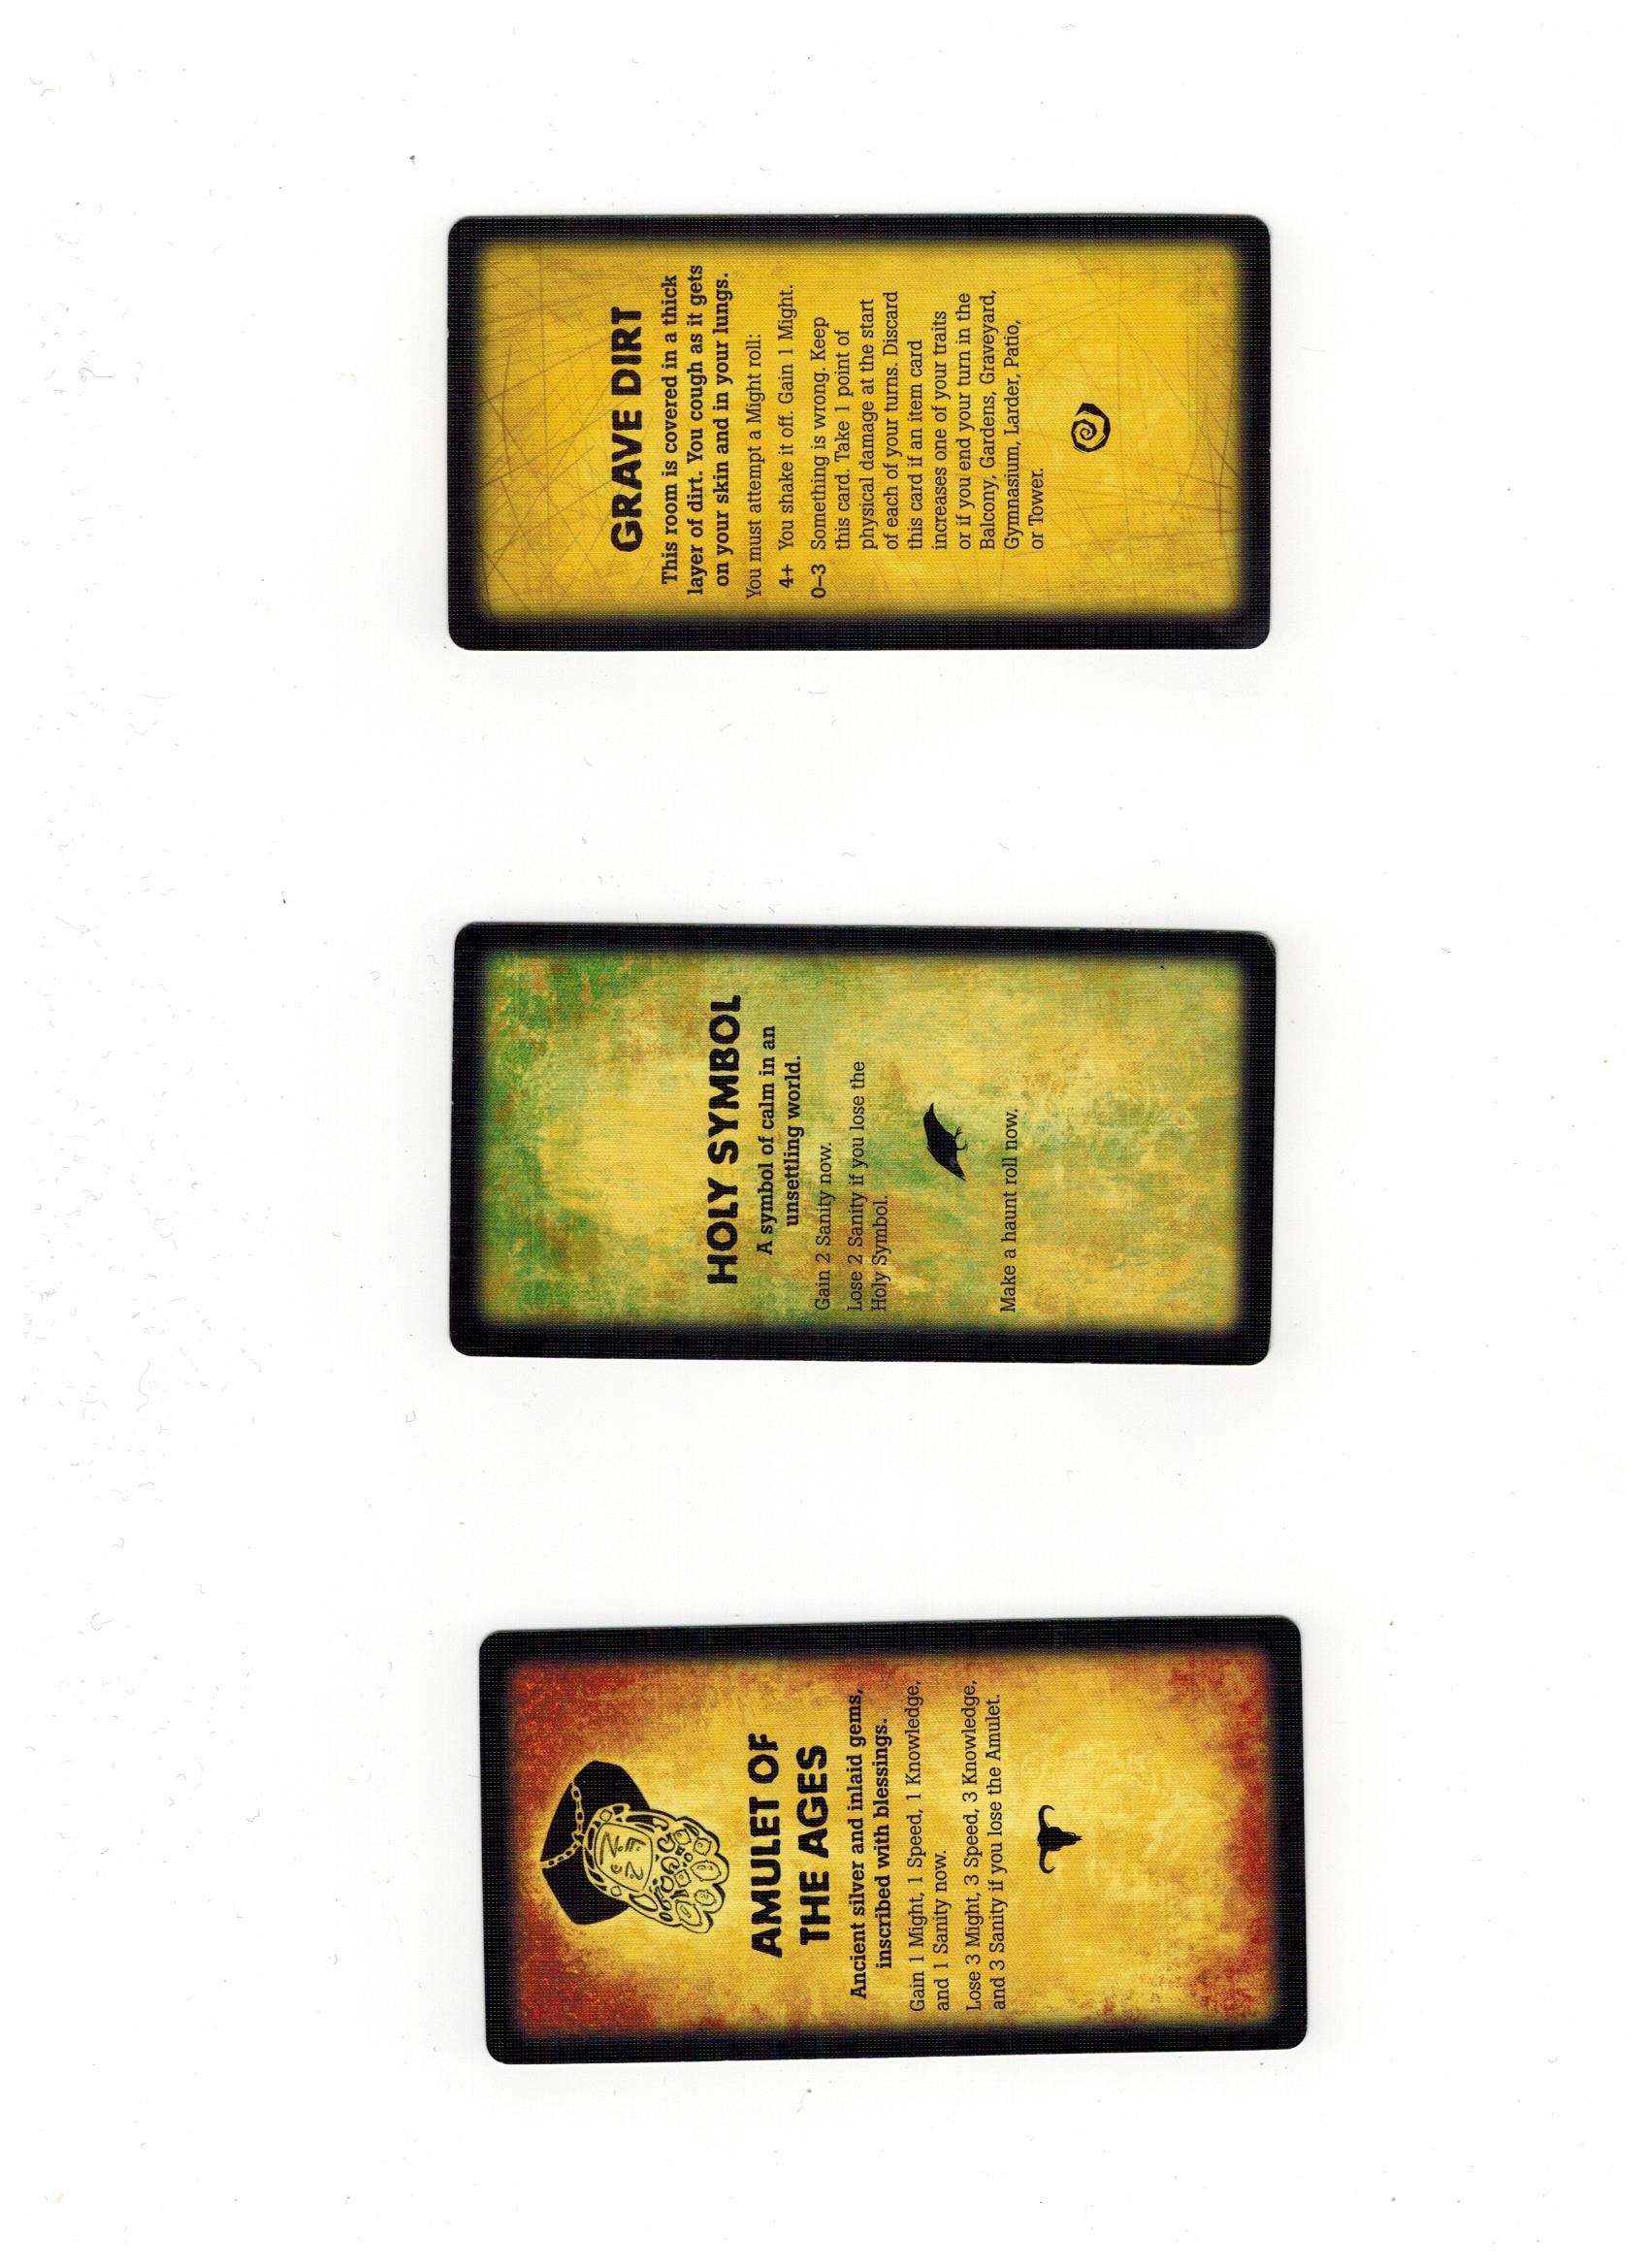 AMULET OF
THE AGES
Ancient silver and inlaid gems,
inscribed with blessings.
Gain 1 Might, 1 Speed, 1 Knowledge,
and 1 Sanity now.
Lose 3 Might, 3 Speed, 3 Knowledge,
and 3 Sanity if you lose the Amulet.
HOLY SYMBOL
A symbol of calm in an
unsettling world.
Gain 2 Sanity now.
Lose 2 Sanity if you lose the
Holy Symbol.
Make a haunt roll now.
GRAVE DIRT
This room is covered in a thick
layer of dirt. You cough as it gets
on your skin and in your lungs.
You must attempt a Might roll:
4+ You shake it off. Gain 1 Might.
0–3 Something is wrong. Keep
this card. Take 1 point of
physical damage at the start
of each of your turns. Discard
this card if an item card
increases one of your traits
or if you end your turn in the
Balcony, Gardens, Graveyard,
Gymnasium, Larder, Patio,
or Tower.